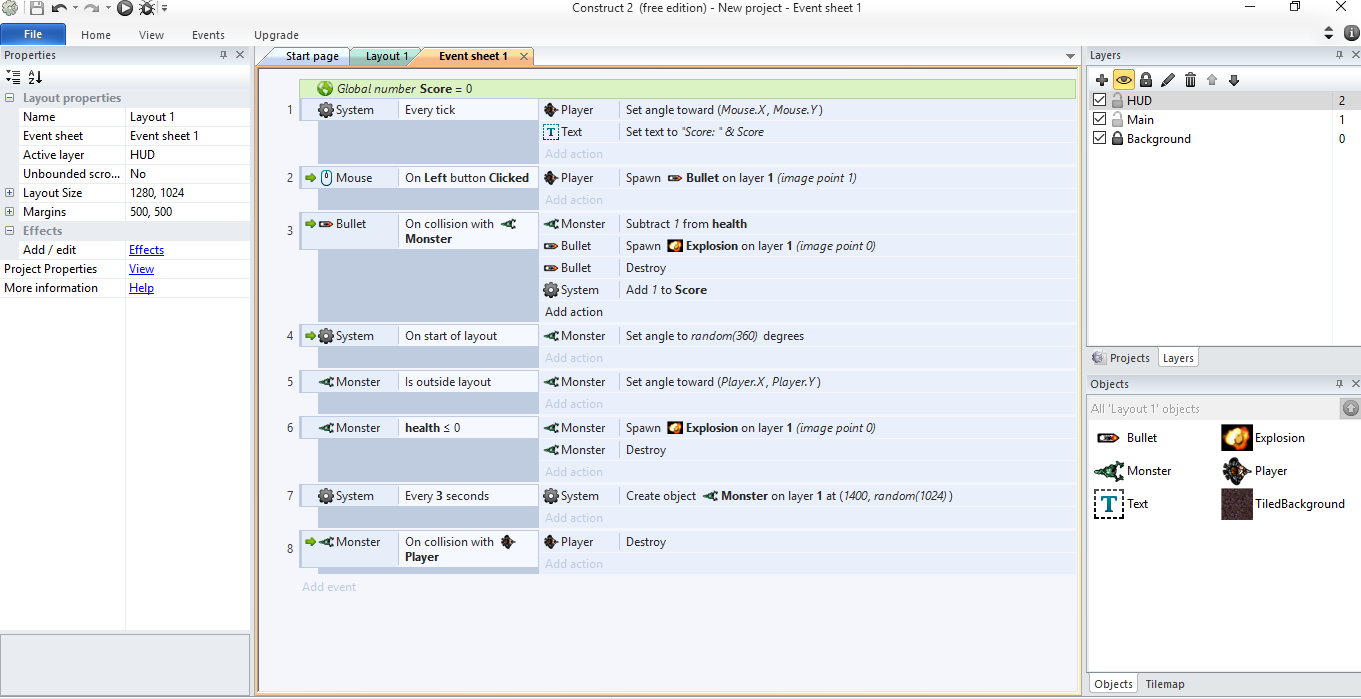 Construct 2 (free edition) - New project - Event sheet 1
File Home View Events Upgrade
Properties
Layout properties
Name Layout 1
Event sheet Event sheet 1
Active layer HUD
Unbounded scro... No
Layout Size 1280, 1024
Margins 500, 500
Effects
Add / edit Effects
Project Properties View
More information Help
Start page Layout 1 Event sheet 1
Global number Score = 0
1 System Every tick Player Set angle toward (Mouse.X, Mouse.Y)
T Text Set text to "Score: " & Score
Add action
2 Mouse On Left button Clicked Player Spawn Bullet on layer 1 (image point 1)
Add action
3 Bullet On collision with Monster Monster Subtract 1 from health
Bullet Spawn Explosion on layer 1 (image point 0)
Bullet Destroy
System Add 1 to Score
Add action
4 System On start of layout Monster Set angle to random(360) degrees
Add action
5 Monster Is outside layout Monster Set angle toward (Player.X, Player.Y)
Add action
6 Monster health ≤ 0 Monster Spawn Explosion on layer 1 (image point 0)
Monster Destroy
Add action
7 System Every 3 seconds System Create object Monster on layer 1 at (1400, random(1024))
Add action
8 Monster On collision with Player Player Destroy
Add action
Add event
Layers
HUD 2
Main 1
Background 0
Projects Layers
Objects
All 'Layout 1' objects
Bullet Explosion
Monster Player
T Text TiledBackground
Objects Tilemap